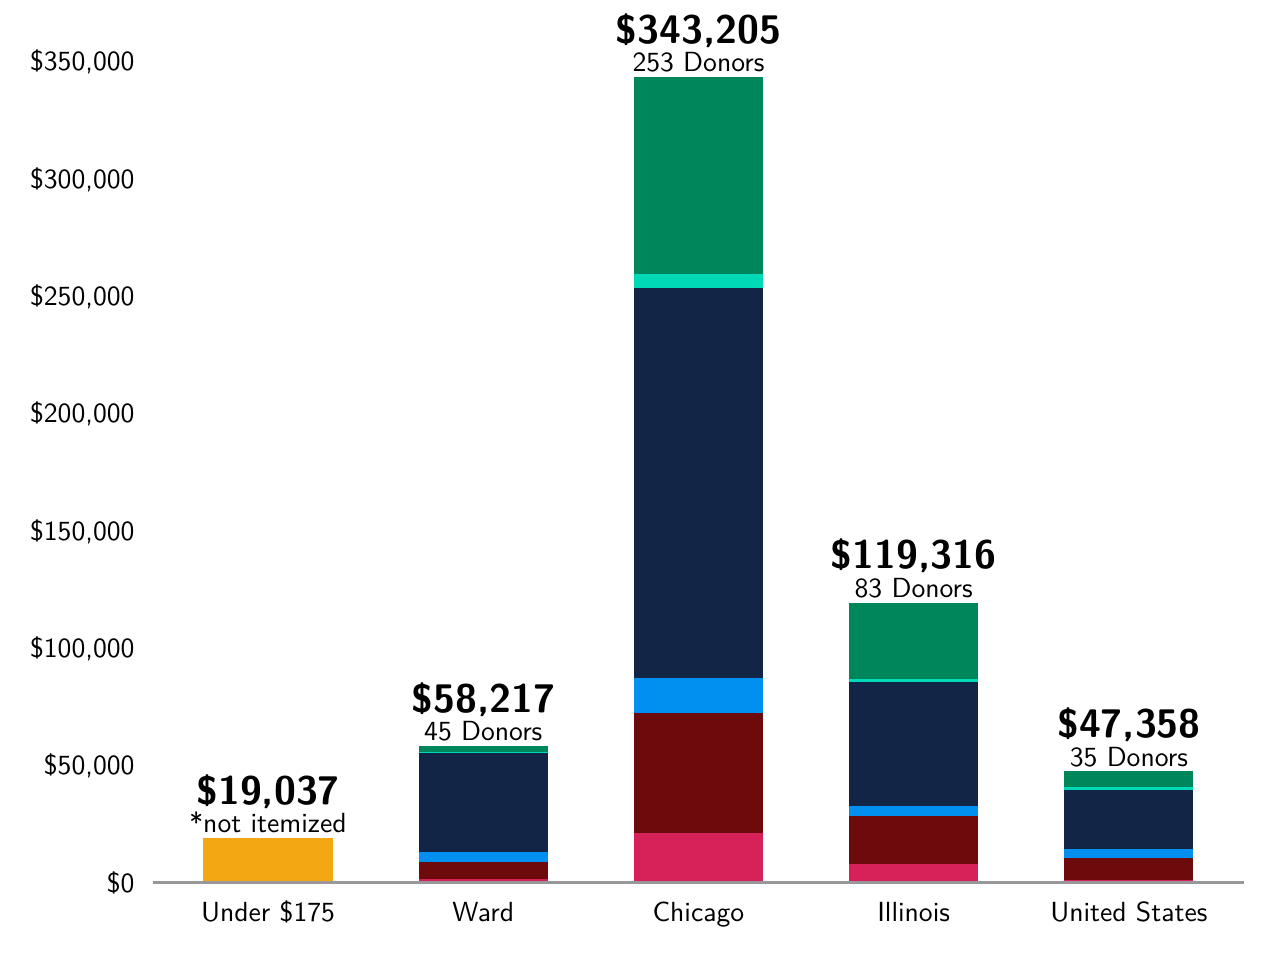 $350,000
$300,000
$250,000
$200,000
$150,000
$100,000
$50,000
$0
$19,037
*not itemized
Under $175
$58,217
45 Donors
Ward
$343,205
253 Donors
Chicago
$119,316
83 Donors
Illinois
$47,358
35 Donors
United States